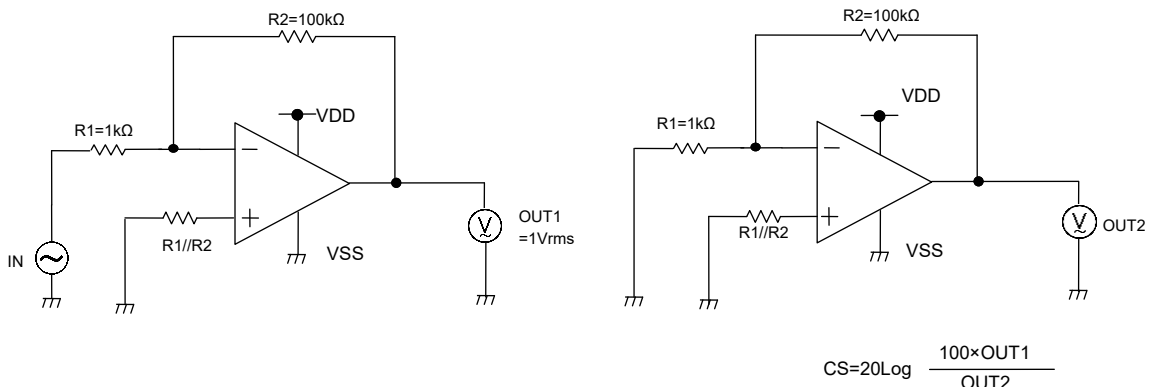 R2=100kΩ
VDD
R1=1kΩ
R1//R2
VSS
IN
V
OUT1
=1Vrms
R2=100kΩ
VDD
R1=1kΩ
R1//R2
VSS
V
OUT2
CS=20Log 100×OUT1
OUT2